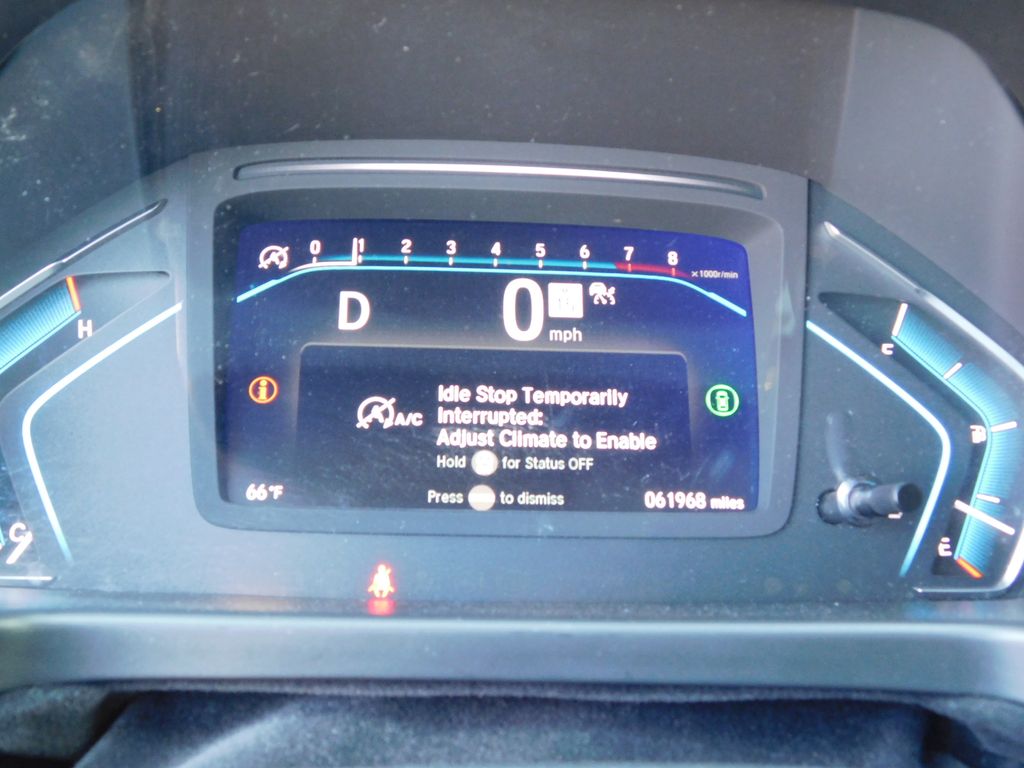 0 1 2 3 4 5 6 7 8
x1000r/min
D 0 mph
H
F
Idle Stop Temporarily
A/C Interrupted:
Adjust Climate to Enable
Hold for Status OFF
Press to dismiss
66°F
061968 miles
C
E